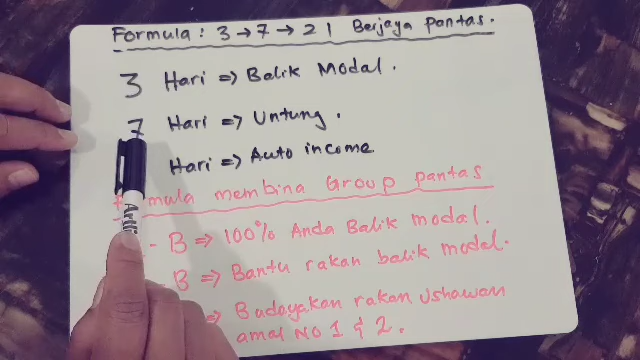 Formula : 3 → 7 → 21 Berjaya pantas.
3 Hari => Balik Modal.
7 Hari => Untung.
Hari => Auto income
mula membina Group pantas
- B => 100% Anda Balik modal.
B => Bantu rakan balik modal.
=> Budayakan rakan Ushawan
amal NO 1 & 2.